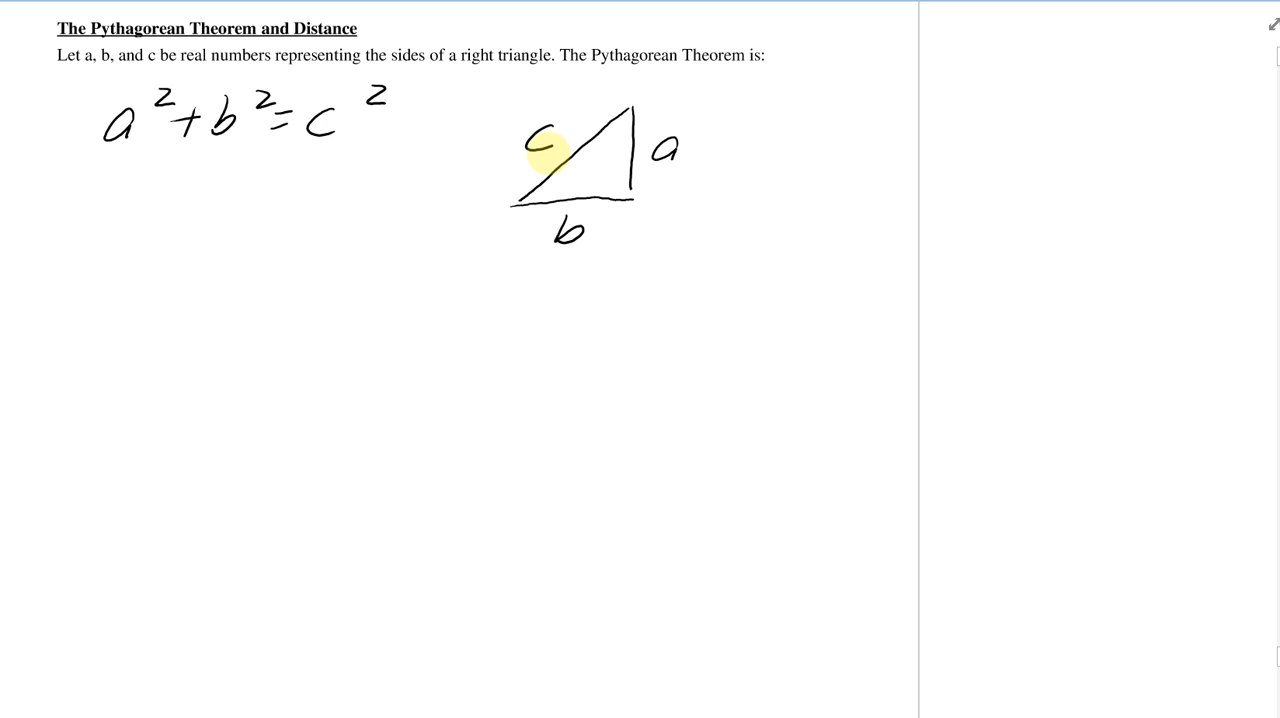 The Pythagorean Theorem and Distance
Let a, b, and c be real numbers representing the sides of a right triangle. The Pythagorean Theorem is:
a²+b²=c²
c
a
b